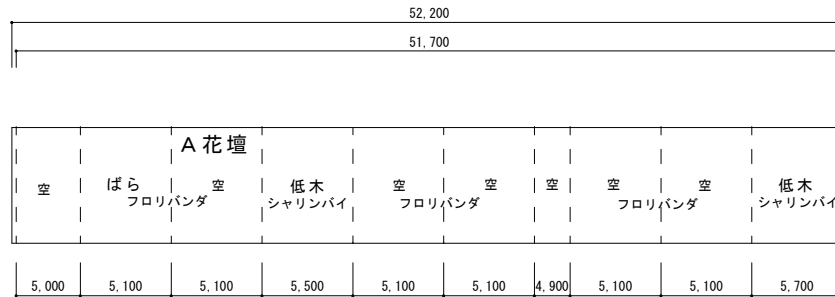 52,200
51,700
A花壇
空 ばら 空 低木 空 空 空 空 空 低木
フロリバンダ シャリンバイ フロリバンダ フロリバンダ シャリンバイ
5,000 5,100 5,100 5,500 5,100 5,100 4,900 5,100 5,100 5,700